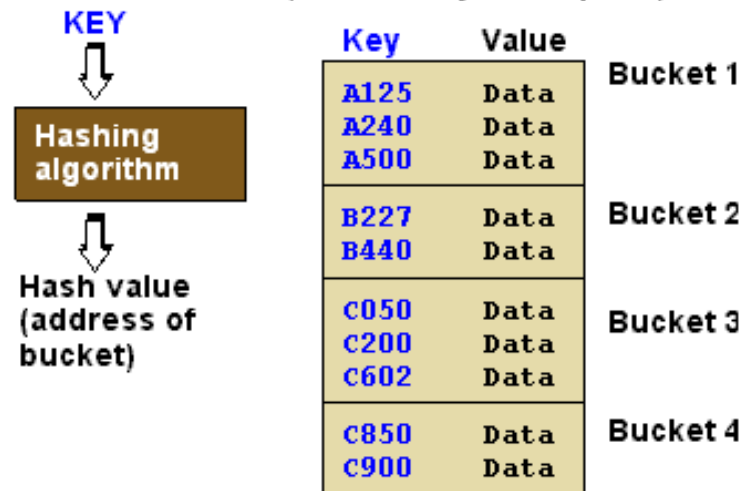 KEY
Hashing
algorithm
Hash value
(address of
bucket)
Key Value
A125 Data
A240 Data
A500 Data
Bucket 1
B227 Data
B440 Data
Bucket 2
C050 Data
C200 Data
C602 Data
Bucket 3
C850 Data
C900 Data
Bucket 4